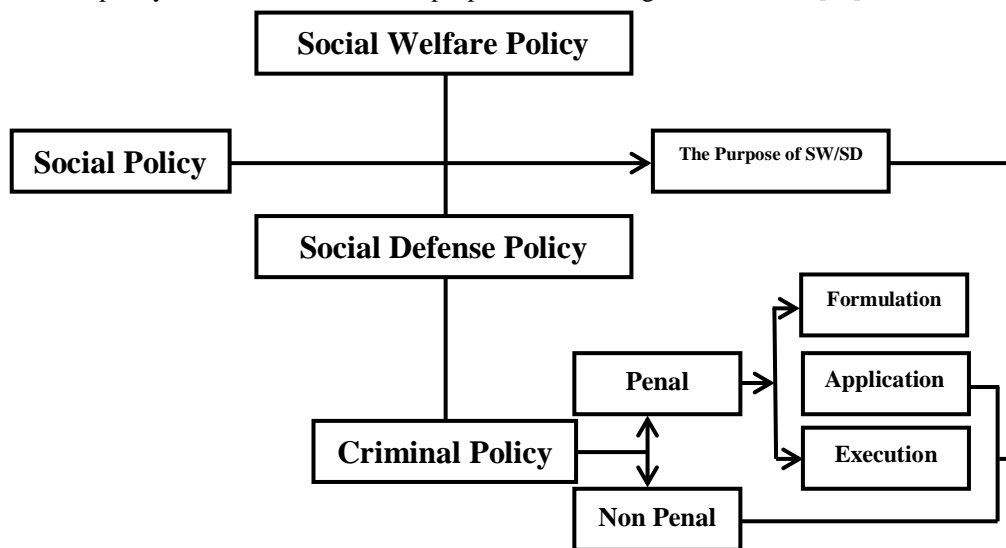 Social Welfare Policy
Social Policy
The Purpose of SW/SD
Social Defense Policy
Formulation
Penal
Application
Criminal Policy
Execution
Non Penal